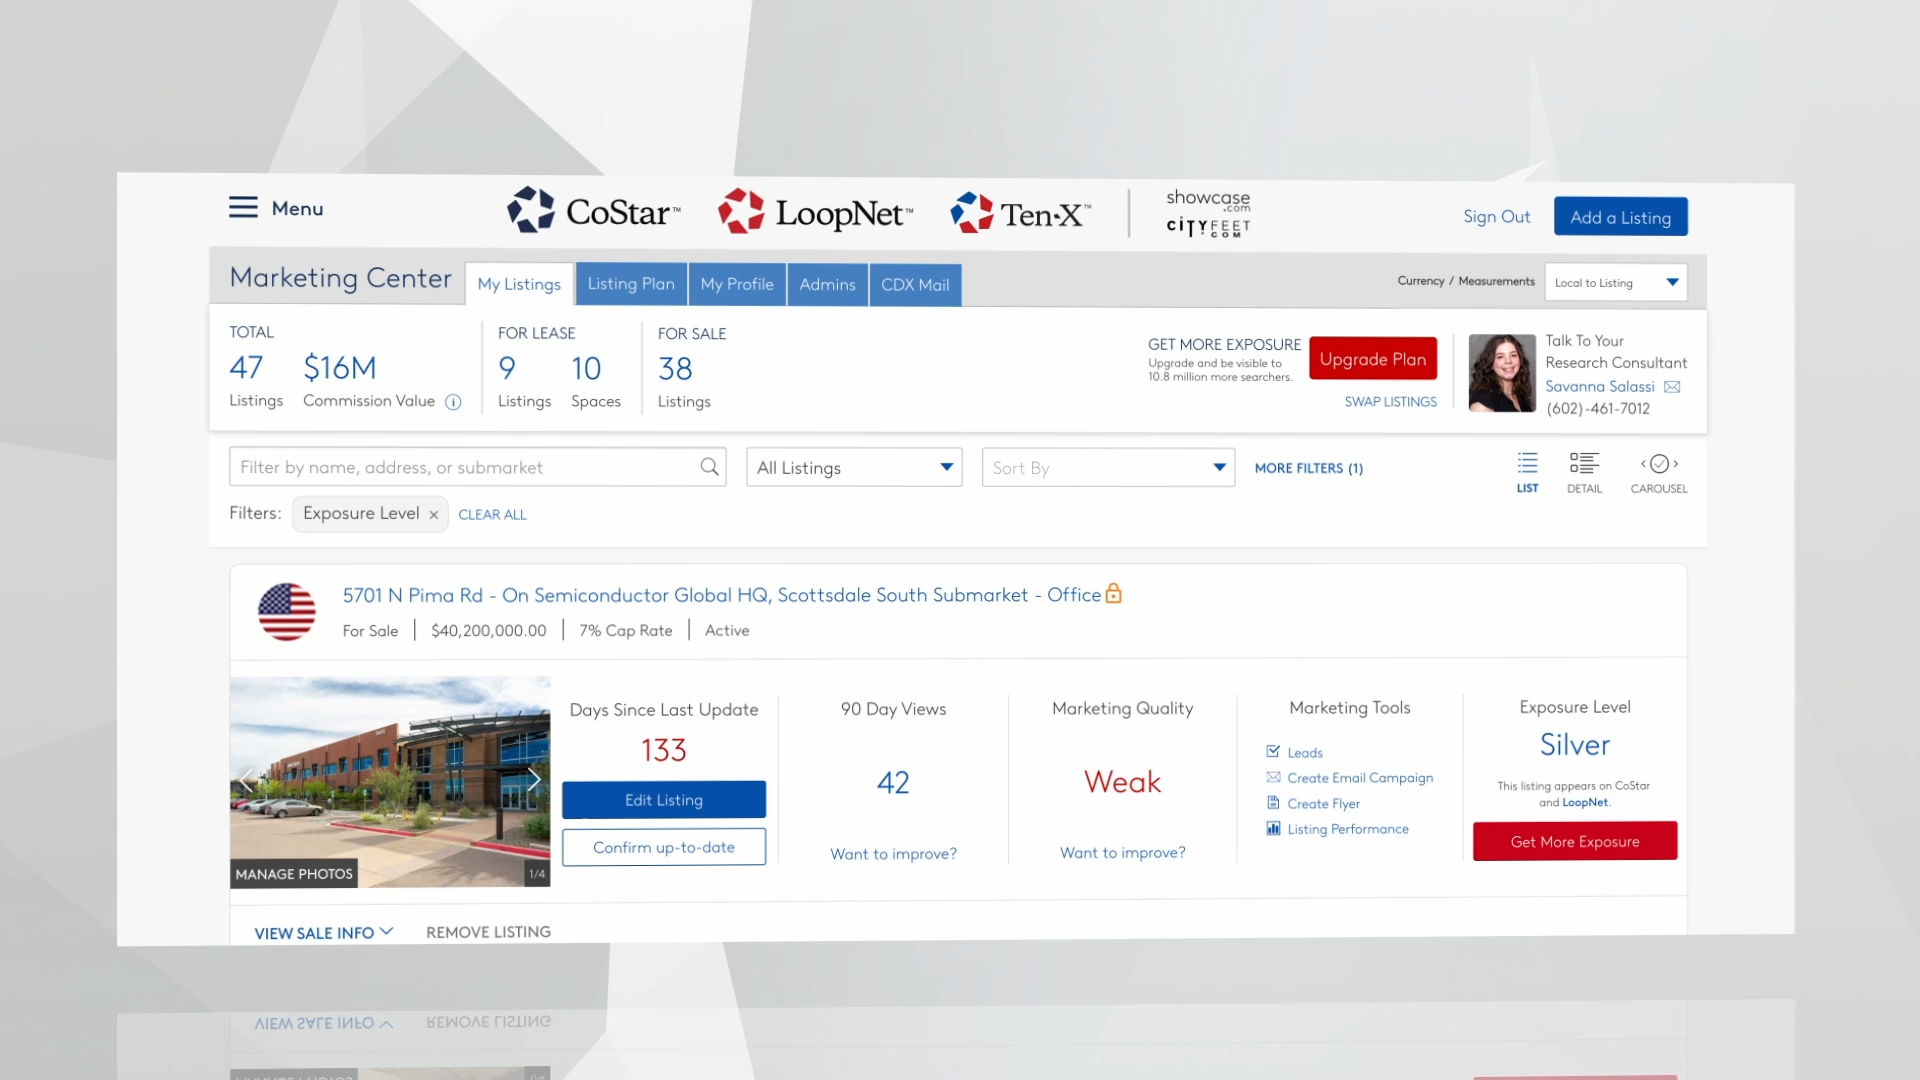 Menu
CoStar™
LoopNet™
Ten-X™
showcase
.com
CITYFEET
.COM
Sign Out
Add a Listing
Marketing Center
My Listings
Listing Plan
My Profile
Admins
CDX Mail
Currency / Measurements
Local to Listing
TOTAL
47
Listings
$16M
Commission Value
FOR LEASE
9
Listings
10
Spaces
FOR SALE
38
Listings
GET MORE EXPOSURE
Upgrade and be visible to
10.8 million more searchers.
Upgrade Plan
SWAP LISTINGS
Talk To Your
Research Consultant
Savanna Salassi
(602)-461-7012
Filter by name, address, or submarket
All Listings
Sort By
MORE FILTERS (1)
LIST
DETAIL
CAROUSEL
Filters:
Exposure Level ×
CLEAR ALL
5701 N Pima Rd - On Semiconductor Global HQ, Scottsdale South Submarket - Office
For Sale | $40,200,000.00 | 7% Cap Rate | Active
MANAGE PHOTOS
1/4
Days Since Last Update
133
Edit Listing
Confirm up-to-date
90 Day Views
42
Want to improve?
Marketing Quality
Weak
Want to improve?
Marketing Tools
Leads
Create Email Campaign
Create Flyer
Listing Performance
Exposure Level
Silver
This listing appears on CoStar
and LoopNet.
Get More Exposure
VIEW SALE INFO
REMOVE LISTING